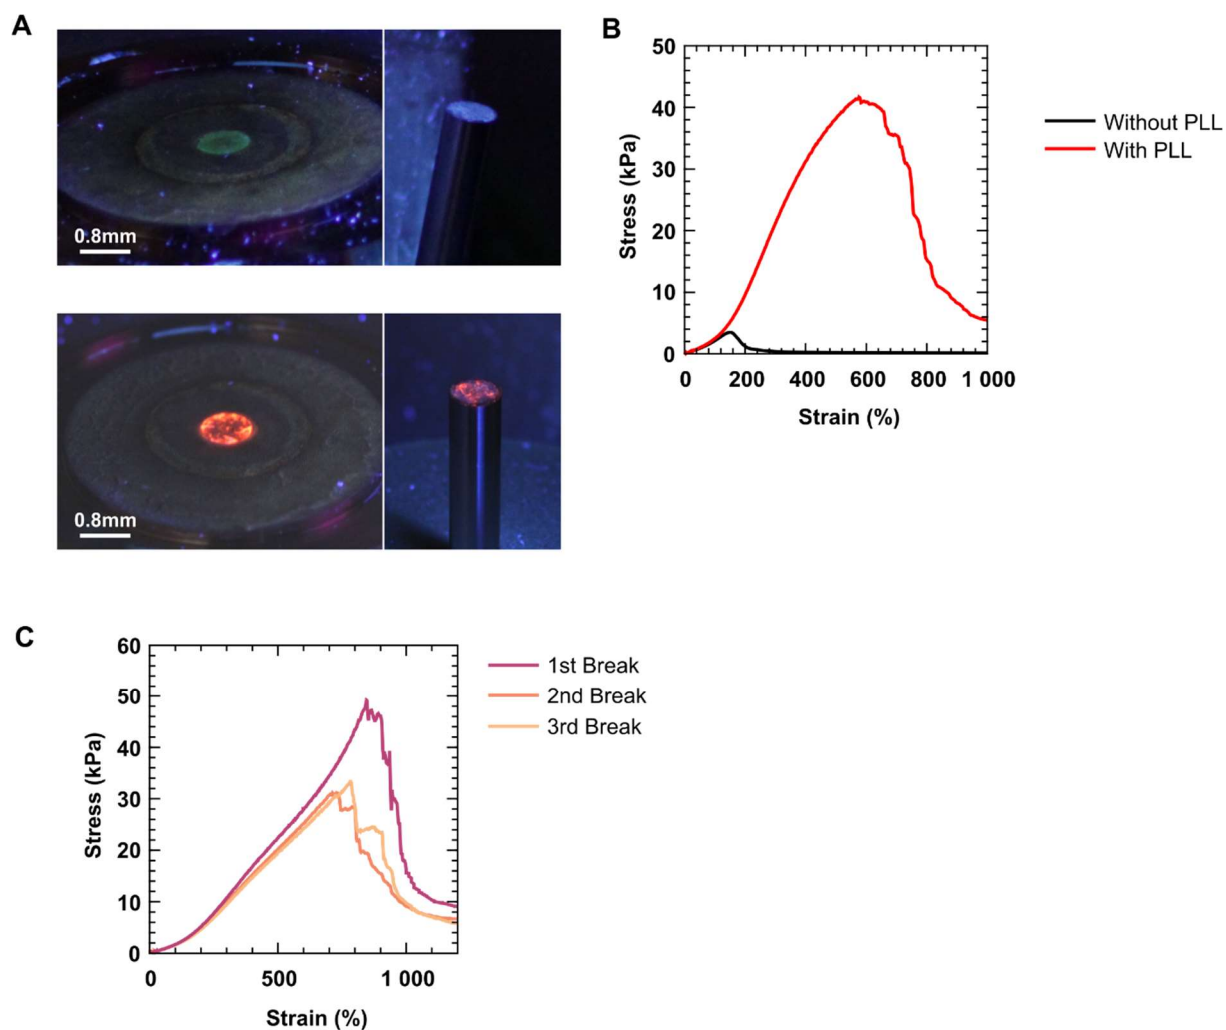 A
0.8mm
0.8mm
B
50
40
30
20
10
0
Stress (kPa)
0 200 400 600 800 1 000
Strain (%)
Without PLL
With PLL
C
60
50
40
30
20
10
0
Stress (kPa)
0 500 1 000
Strain (%)
1st Break
2nd Break
3rd Break